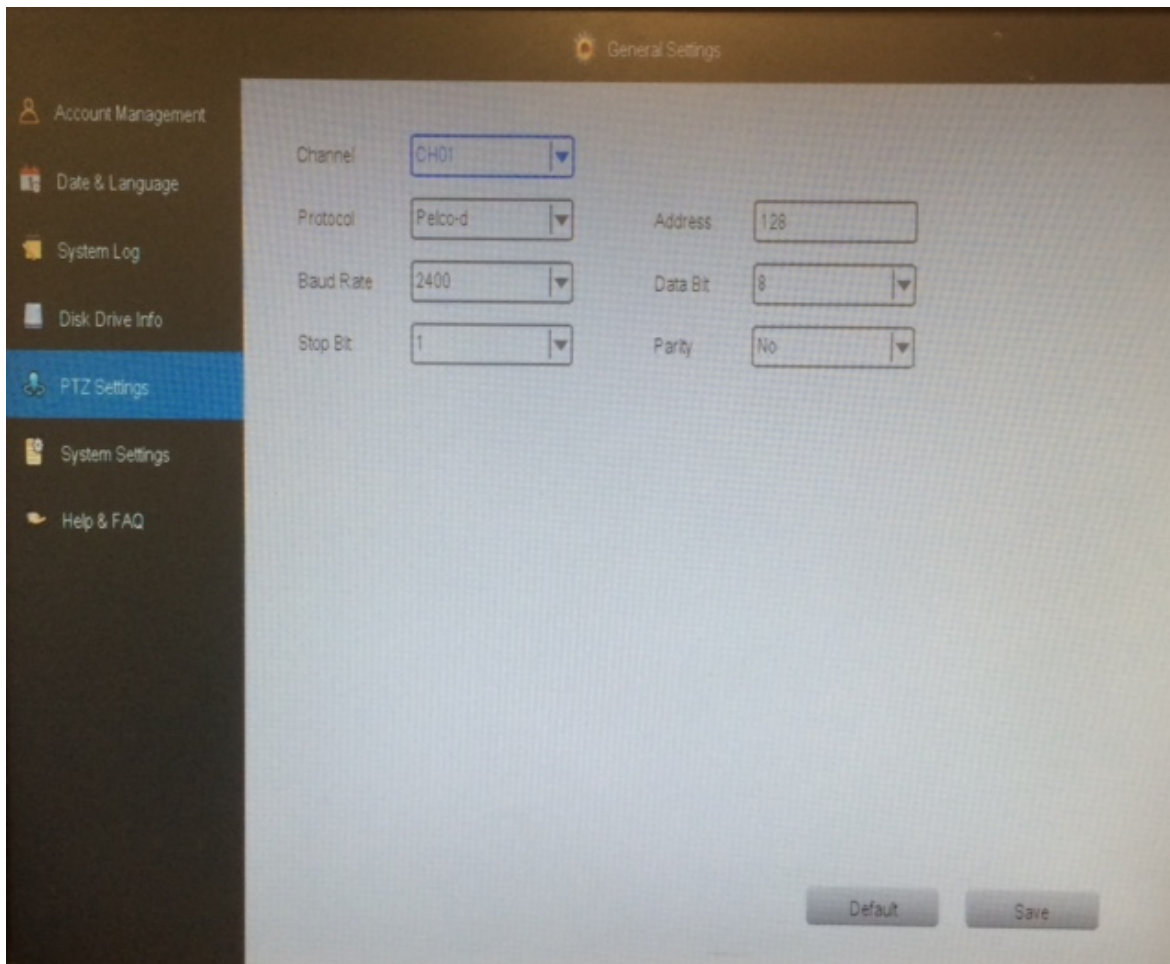 General Settings
Account Management
Date & Language
System Log
Disk Drive Info
PTZ Settings
System Settings
Help & FAQ
Channel CH01
Protocol Pelco-d Address 128
Baud Rate 2400 Data Bit 8
Stop Bit 1 Parity No
Default Save